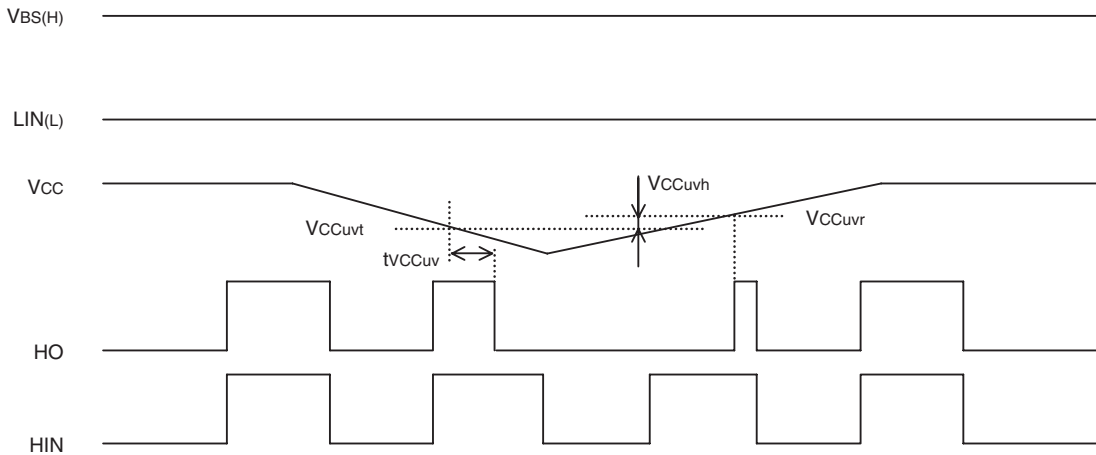 VBS(H)
LIN(L)
VCC
VCCuvh
VCCuvr
VCCuvt
tVCCuv
HO
HIN